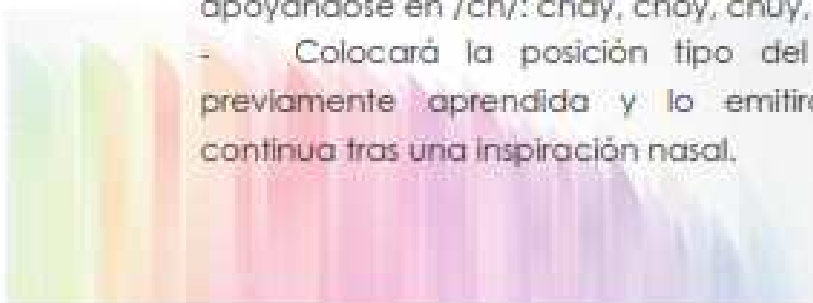 apoyándose en /ch/: chay, choy, chuy,
- Colocará la posición tipo del
previamente aprendida y lo
continua tras una inspiración nasal.